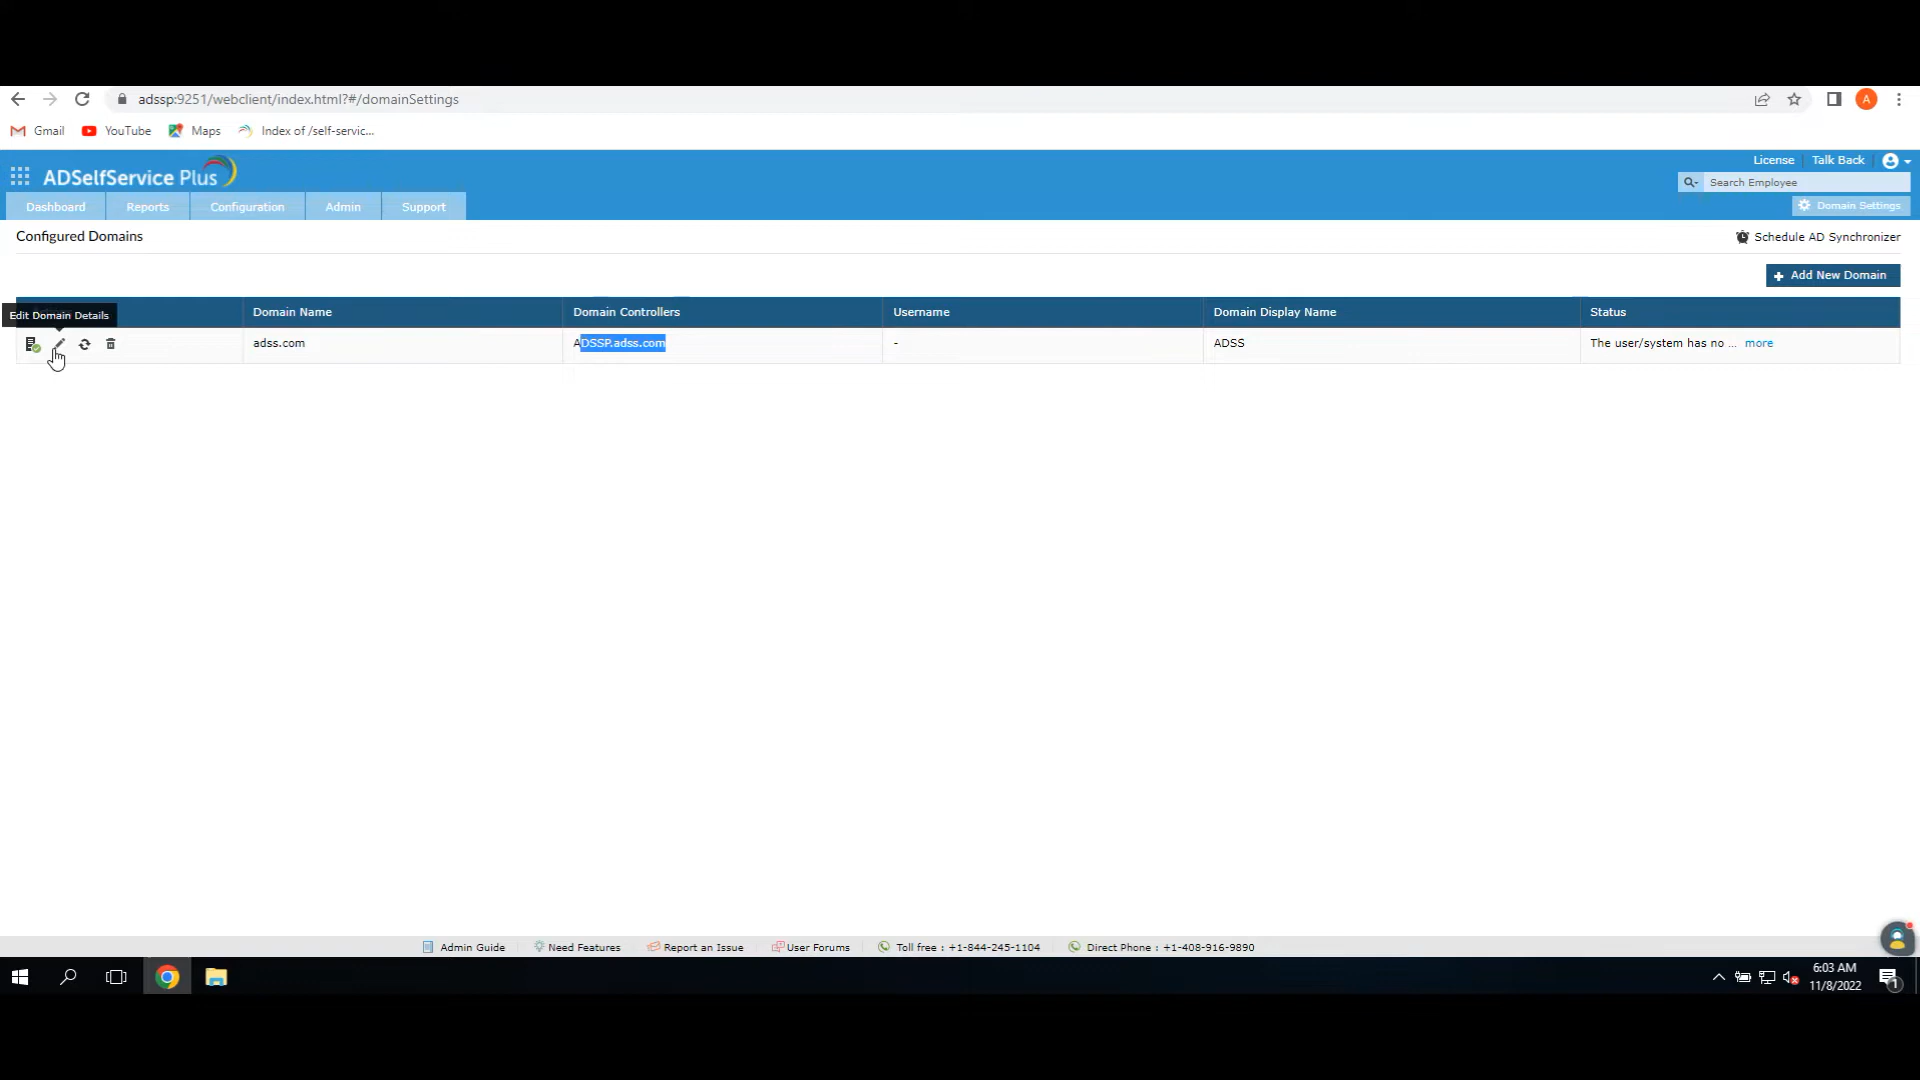 adssp:9251/webclient/index.html?#/domainSettings
A
Gmail YouTube Maps Index of /self-servic...
License Talk Back
ADSelfService Plus
Search Employee
Dashboard Reports Configuration Admin Support
Domain Settings
Configured Domains
Schedule AD Synchronizer
Add New Domain
Edit Domain Details
Domain Name Domain Controllers Username Domain Display Name Status
adss.com ADSSP.adss.com - ADSS The user/system has no ... more
Admin Guide Need Features Report an Issue User Forums Toll free : +1-844-245-1104 Direct Phone : +1-408-916-9890
6:03 AM
11/8/2022
1